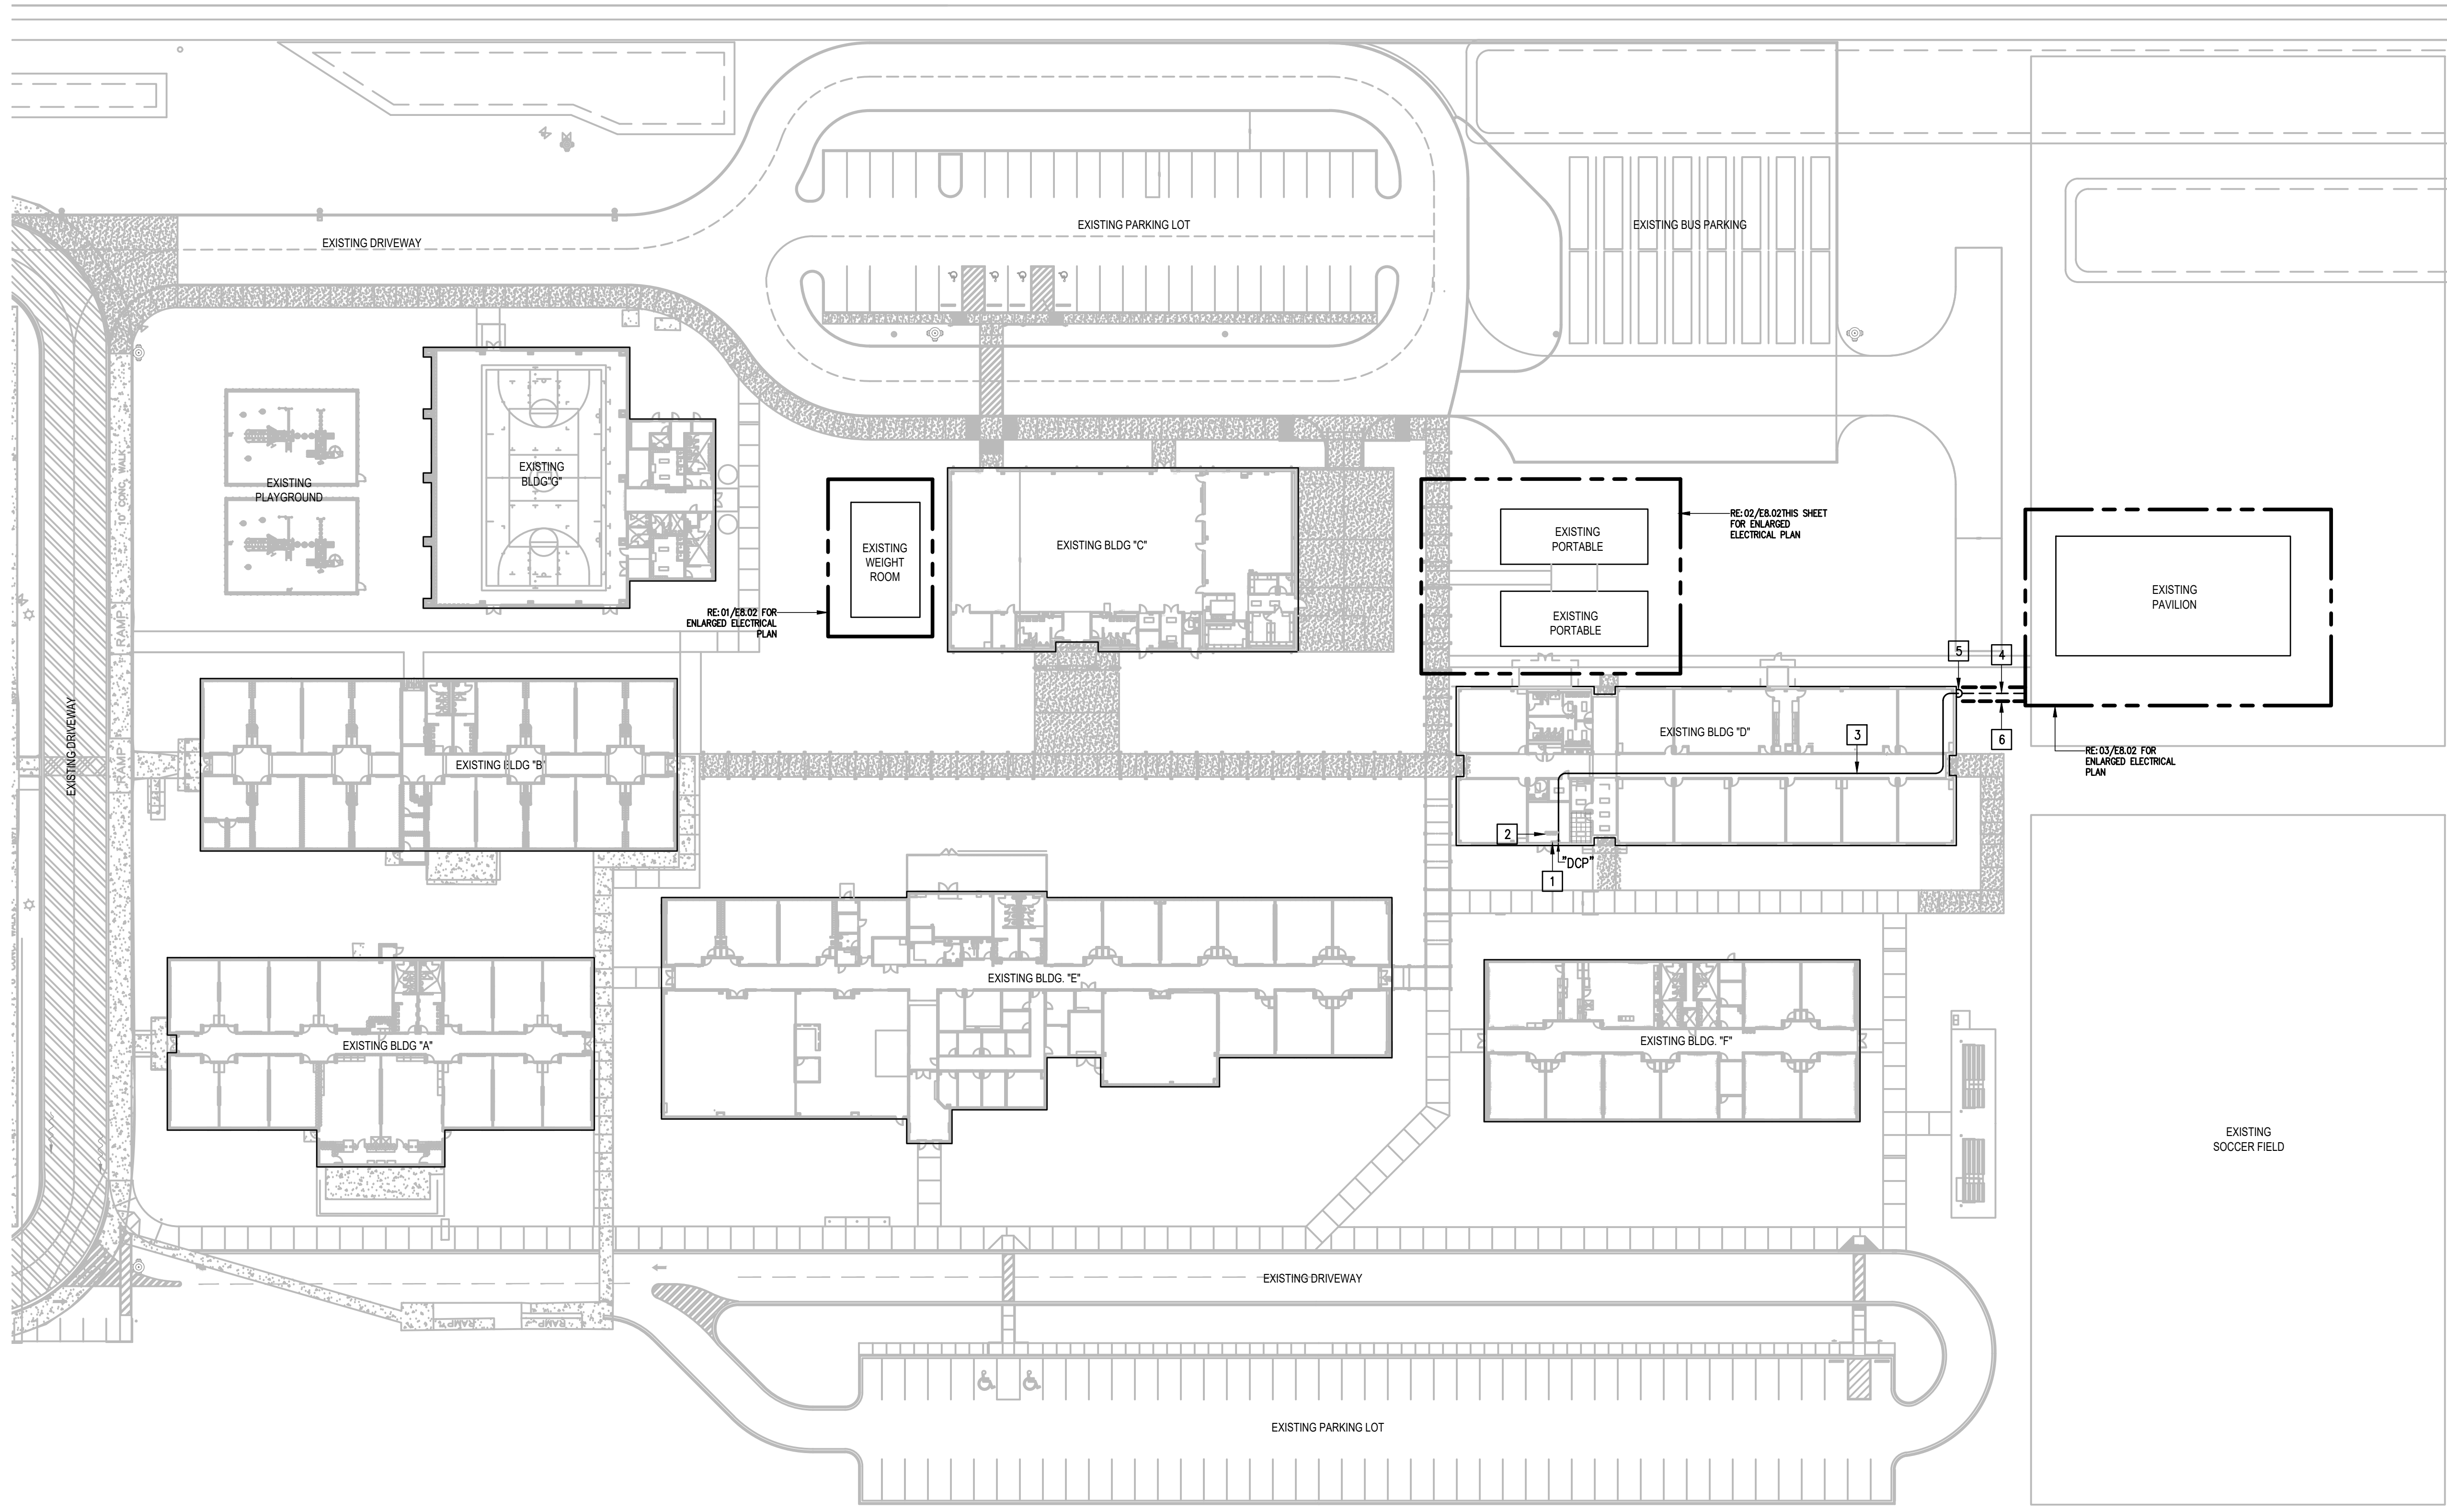 EXISTING PARKING LOT
EXISTING BUS PARKING
EXISTING DRIVEWAY
10' CONC. WALK
EXISTING
PLAYGROUND
EXISTING
BLDG"G"
EXISTING
WEIGHT
ROOM
RE: 01/E8.02 FOR
ENLARGED ELECTRICAL
PLAN
EXISTING BLDG "C"
EXISTING
PORTABLE
EXISTING
PORTABLE
RE: 02/E8.02THIS SHEET
FOR ENLARGED
ELECTRICAL PLAN
EXISTING
PAVILION
RAMP
5
4
6
RE: 03/E8.02 FOR
ENLARGED ELECTRICAL
PLAN
EXISTING DRIVEWAY
RAMP
EXISTING BLDG "B"
EXISTING BLDG "D"
3
2
"DCP"
1
EXISTING BLDG. "E"
EXISTING BLDG "A"
EXISTING BLDG. "F"
EXISTING
SOCCER FIELD
EXISTING DRIVEWAY
RAMP
RAMP
EXISTING PARKING LOT